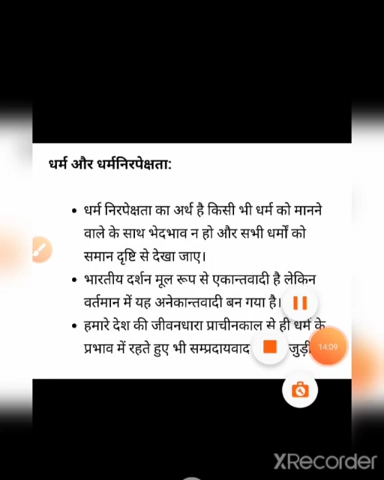 धर्म और धर्मनिरपेक्षता:
• धर्म निरपेक्षता का अर्थ है किसी भी धर्म को मानने
वाले के साथ भेदभाव न हो और सभी धर्मों को
समान दृष्टि से देखा जाए।
• भारतीय दर्शन मूल रूप से एकान्तवादी है लेकिन
वर्तमान में यह अनेकान्तवादी बन गया है।
• हमारे देश की जीवनधारा प्राचीनकाल से ही धर्म के
प्रभाव में रहते हुए भी सम्प्रदायवाद जुड़ी
14:09
XRecorder